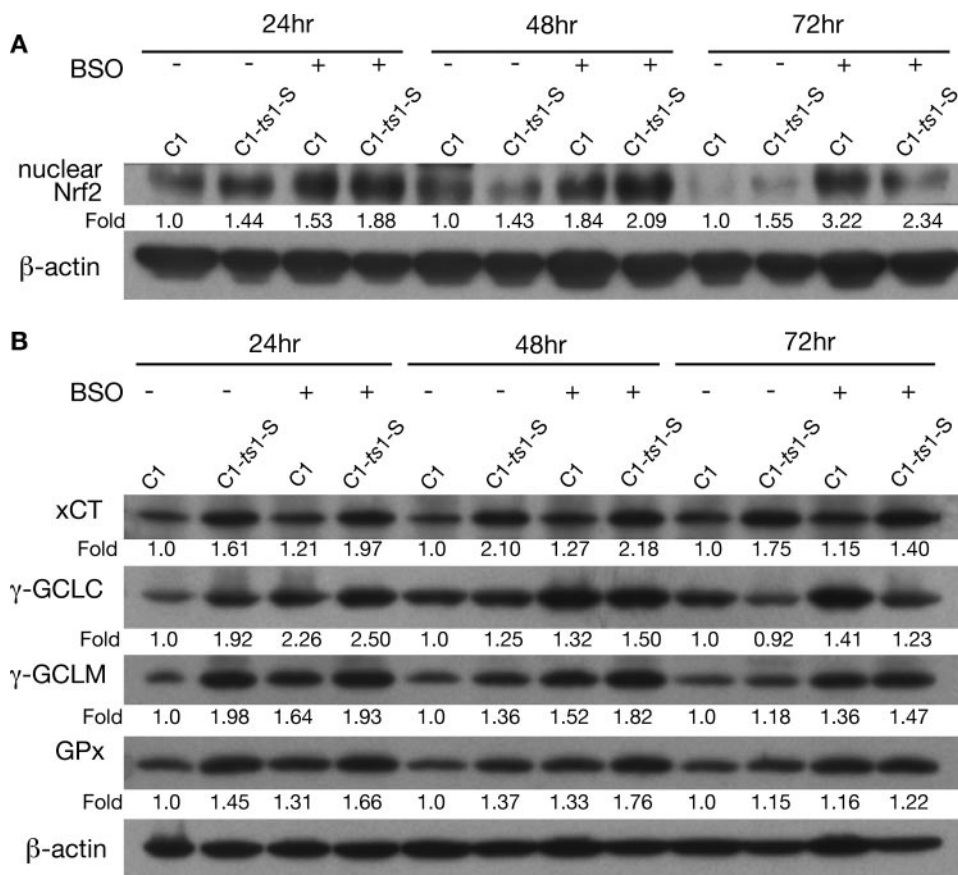 A
24hr 48hr 72hr
BSO - - + + - - + + - - + +
C1 C1-ts1-S C1 C1-ts1-S C1 C1-ts1-S C1 C1-ts1-S C1 C1-ts1-S C1 C1-ts1-S
nuclear
Nrf2
Fold 1.0 1.44 1.53 1.88 1.0 1.43 1.84 2.09 1.0 1.55 3.22 2.34
β-actin
B
24hr 48hr 72hr
BSO - - + + - - + + - - + +
C1 C1-ts1-S C1 C1-ts1-S C1 C1-ts1-S C1 C1-ts1-S C1 C1-ts1-S C1 C1-ts1-S
xCT
Fold 1.0 1.61 1.21 1.97 1.0 2.10 1.27 2.18 1.0 1.75 1.15 1.40
γ-GCLC
Fold 1.0 1.92 2.26 2.50 1.0 1.25 1.32 1.50 1.0 0.92 1.41 1.23
γ-GCLM
Fold 1.0 1.98 1.64 1.93 1.0 1.36 1.52 1.82 1.0 1.18 1.36 1.47
GPx
Fold 1.0 1.45 1.31 1.66 1.0 1.37 1.33 1.76 1.0 1.15 1.16 1.22
β-actin